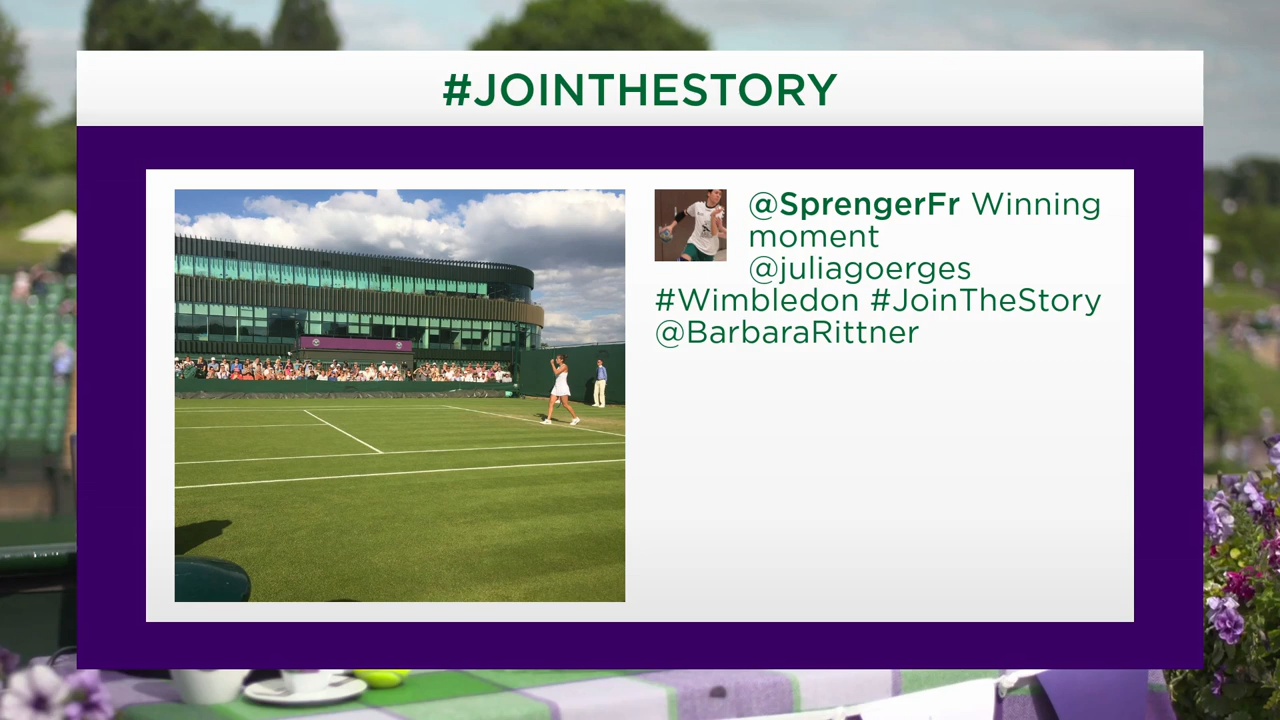 #JOINTHESTORY
@SprengerFr Winning
moment
@juliagoerges
#Wimbledon #JoinTheStory
@BarbaraRittner